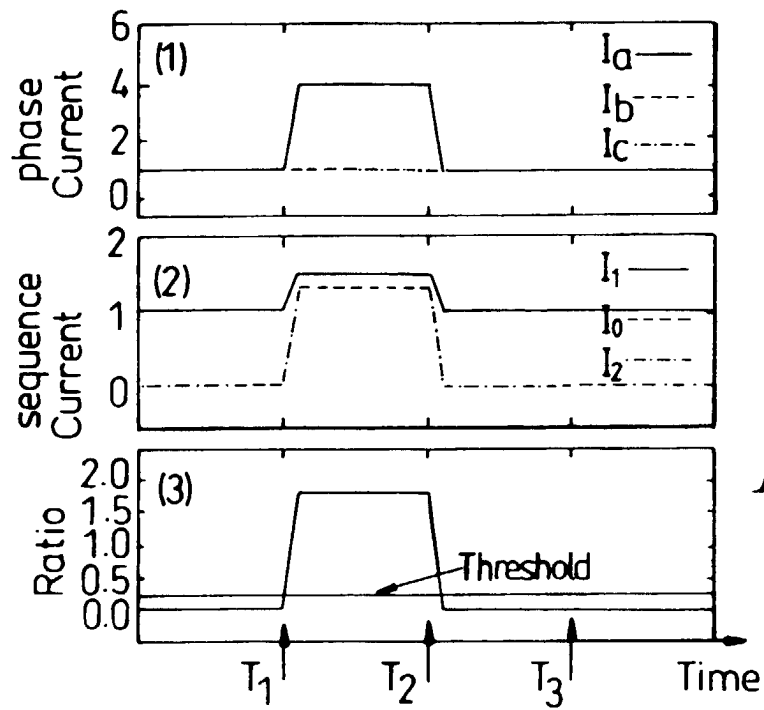 phase Current
6
4
2
0
(1)
Ia
Ib
Ic
sequence Current
2
1
0
(2)
I1
I0
I2
Ratio
2.0
1.5
1.0
0.5
0.0
(3)
Threshold
T1
T2
T3
Time